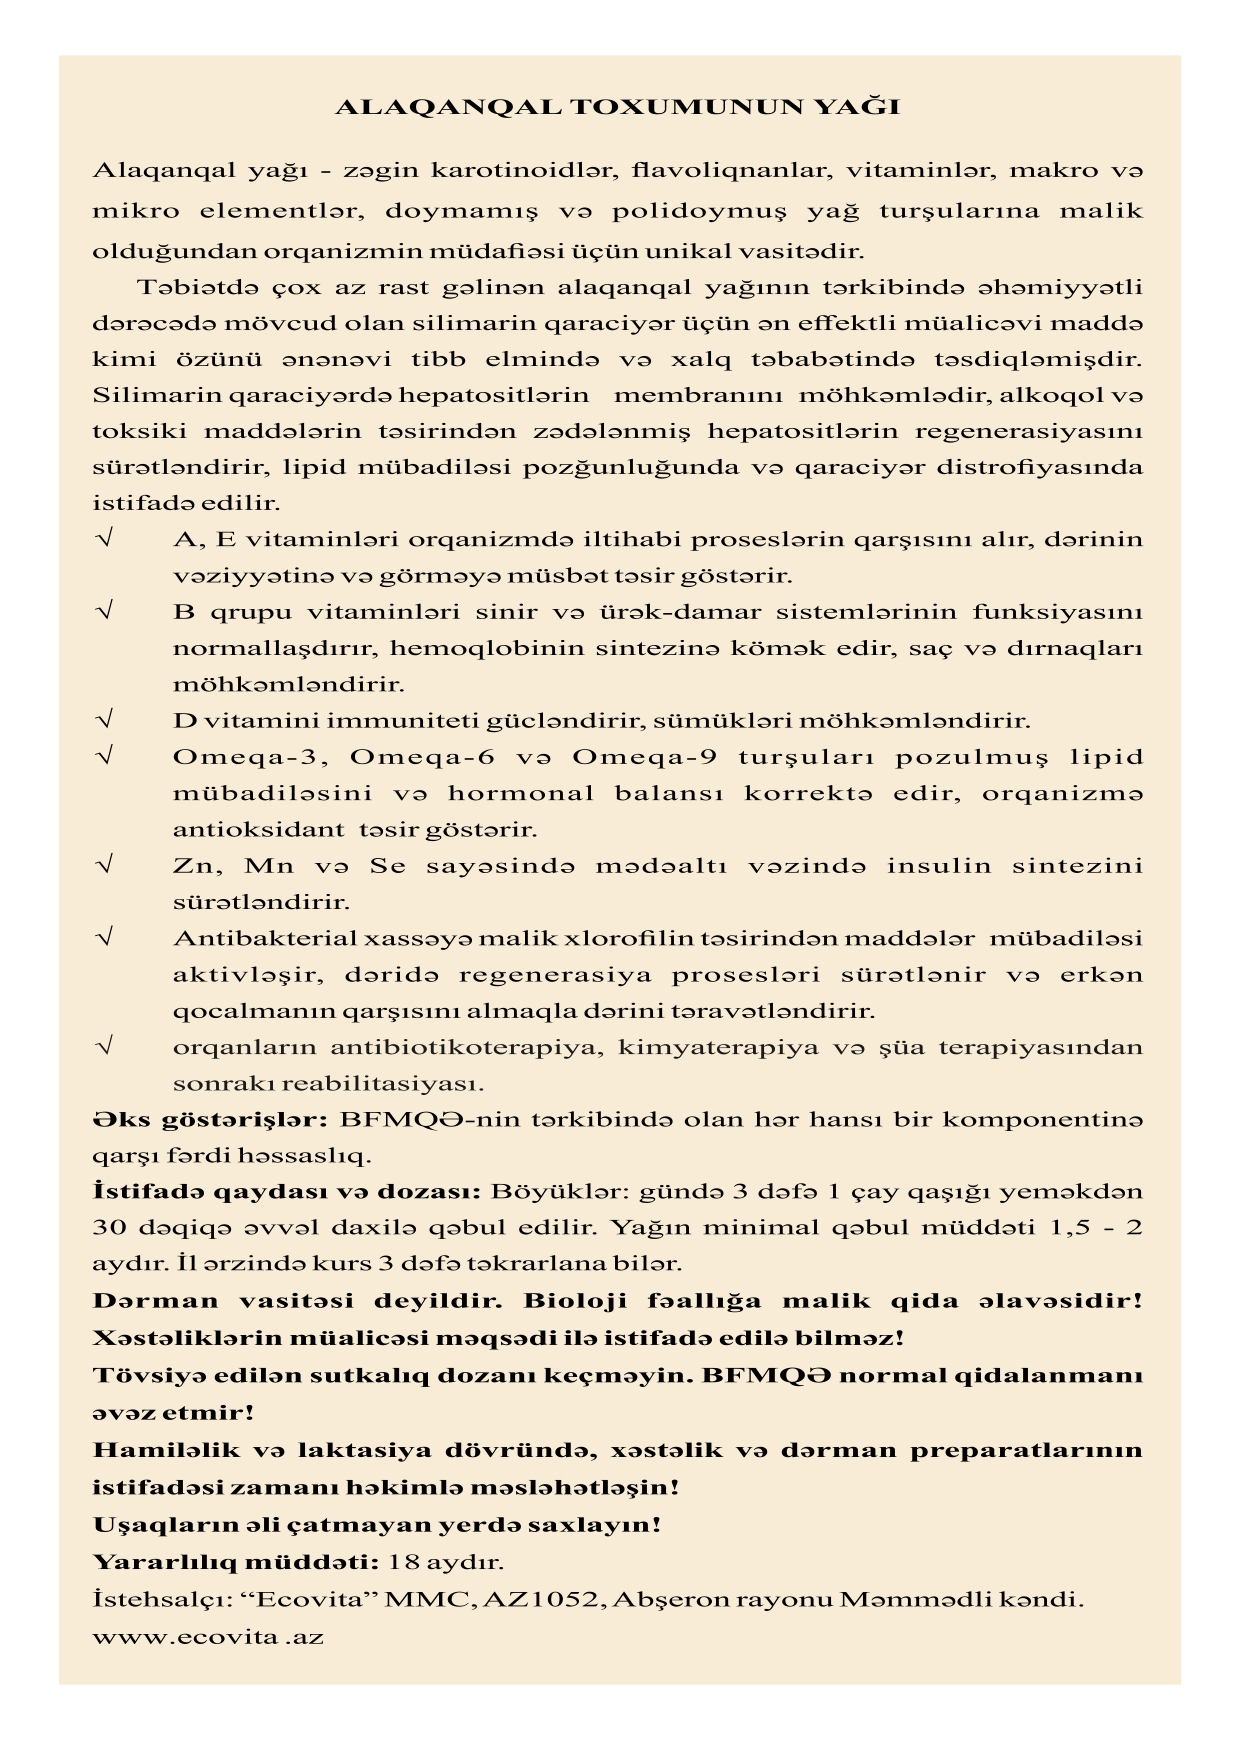 ALAQANQAL TOXUMUNUN YAĞI
Alaqanqal yağı - zəgin karotinoidlər, flavoliqnanlar, vitaminlər, makro və
mikro elementlər, doymamış və polidoymuş yağ turşularına malik
olduğundan orqanizmin müdafiəsi üçün unikal vasitədir.
Təbiətdə çox az rast gəlinən alaqanqal yağının tərkibində əhəmiyyətli
dərəcədə mövcud olan silimarin qaraciyər üçün ən effektli müalicəvi maddə
kimi özünü ənənəvi tibb elmində və xalq təbabətində təsdiqləmişdir.
Silimarin qaraciyərdə hepatositlərin membranını möhkəmlədir, alkoqol və
toksiki maddələrin təsirindən zədələnmiş hepatositlərin regenerasiyasını
sürətləndirir, lipid mübadiləsi pozğunluğunda və qaraciyər distrofiyasında
istifadə edilir.
√ A, E vitaminləri orqanizmdə iltihabi proseslərin qarşısını alır, dərinin
vəziyyətinə və görməyə müsbət təsir göstərir.
√ B qrupu vitaminləri sinir və ürək-damar sistemlərinin funksiyasını
normallaşdırır, hemoqlobinin sintezinə kömək edir, saç və dırnaqları
möhkəmləndirir.
√ D vitamini immuniteti gücləndirir, sümükləri möhkəmləndirir.
√ Omeqa-3, Omeqa-6 və Omeqa-9 turşuları pozulmuş lipid
mübadiləsini və hormonal balansı korrektə edir, orqanizmə
antioksidant təsir göstərir.
√ Zn, Mn və Se sayəsində mədəaltı vəzində insulin sintezini
sürətləndirir.
√ Antibakterial xassəyə malik xlorofilin təsirindən maddələr mübadiləsi
aktivləşir, dəridə regenerasiya prosesləri sürətlənir və erkən
qocalmanın qarşısını almaqla dərini təravətləndirir.
√ orqanların antibiotikoterapiya, kimyaterapiya və şüa terapiyasından
sonrakı reabilitasiyası.
Əks göstərişlər: BFMQƏ-nin tərkibində olan hər hansı bir komponentinə
qarşı fərdi həssaslıq.
İstifadə qaydası və dozası: Böyüklər: gündə 3 dəfə 1 çay qaşığı yeməkdən
30 dəqiqə əvvəl daxilə qəbul edilir. Yağın minimal qəbul müddəti 1,5 - 2
aydır. İl ərzində kurs 3 dəfə təkrarlana bilər.
Dərman vasitəsi deyildir. Bioloji fəallığa malik qida əlavəsidir!
Xəstəliklərin müalicəsi məqsədi ilə istifadə edilə bilməz!
Tövsiyə edilən sutkalıq dozanı keçməyin. BFMQƏ normal qidalanmanı
əvəz etmir!
Hamiləlik və laktasiya dövründə, xəstəlik və dərman preparatlarının
istifadəsi zamanı həkimlə məsləhətləşin!
Uşaqların əli çatmayan yerdə saxlayın!
Yararlılıq müddəti: 18 aydır.
İstehsalçı: “Ecovita” MMC, AZ1052, Abşeron rayonu Məmmədli kəndi.
www.ecovita .az